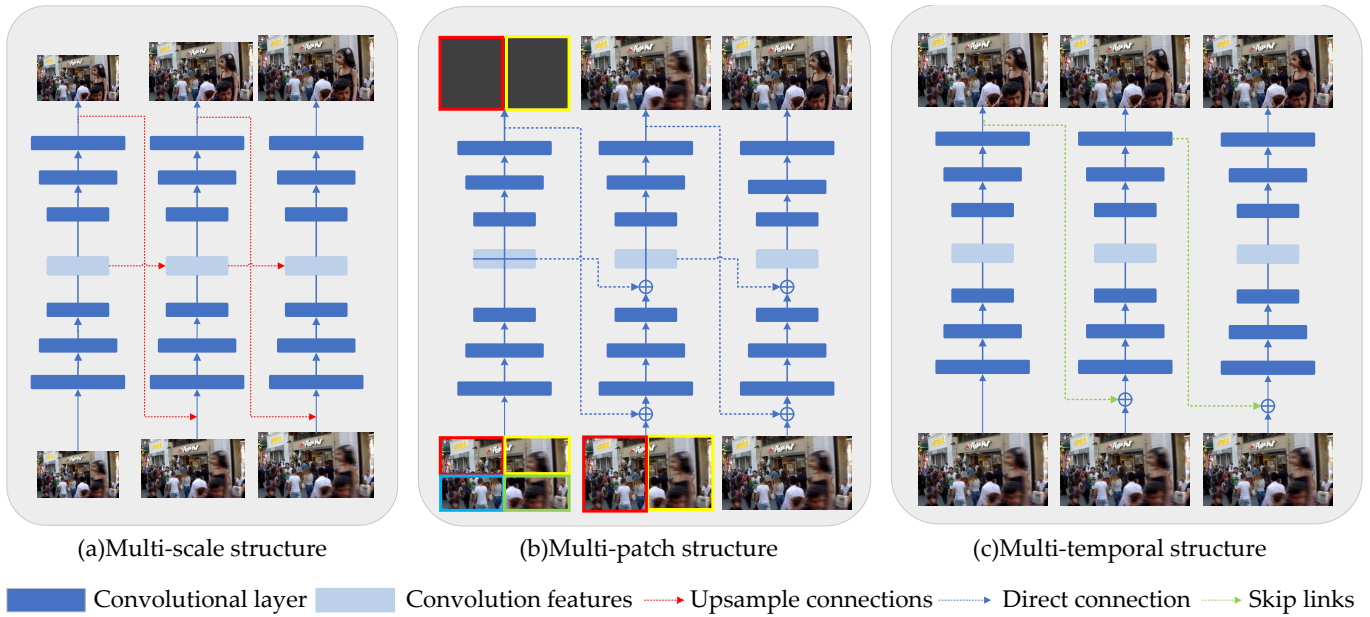 (a)Multi-scale structure
(b)Multi-patch structure
(c)Multi-temporal structure
Convolutional layer
Convolution features
Upsample connections
Direct connection
Skip links